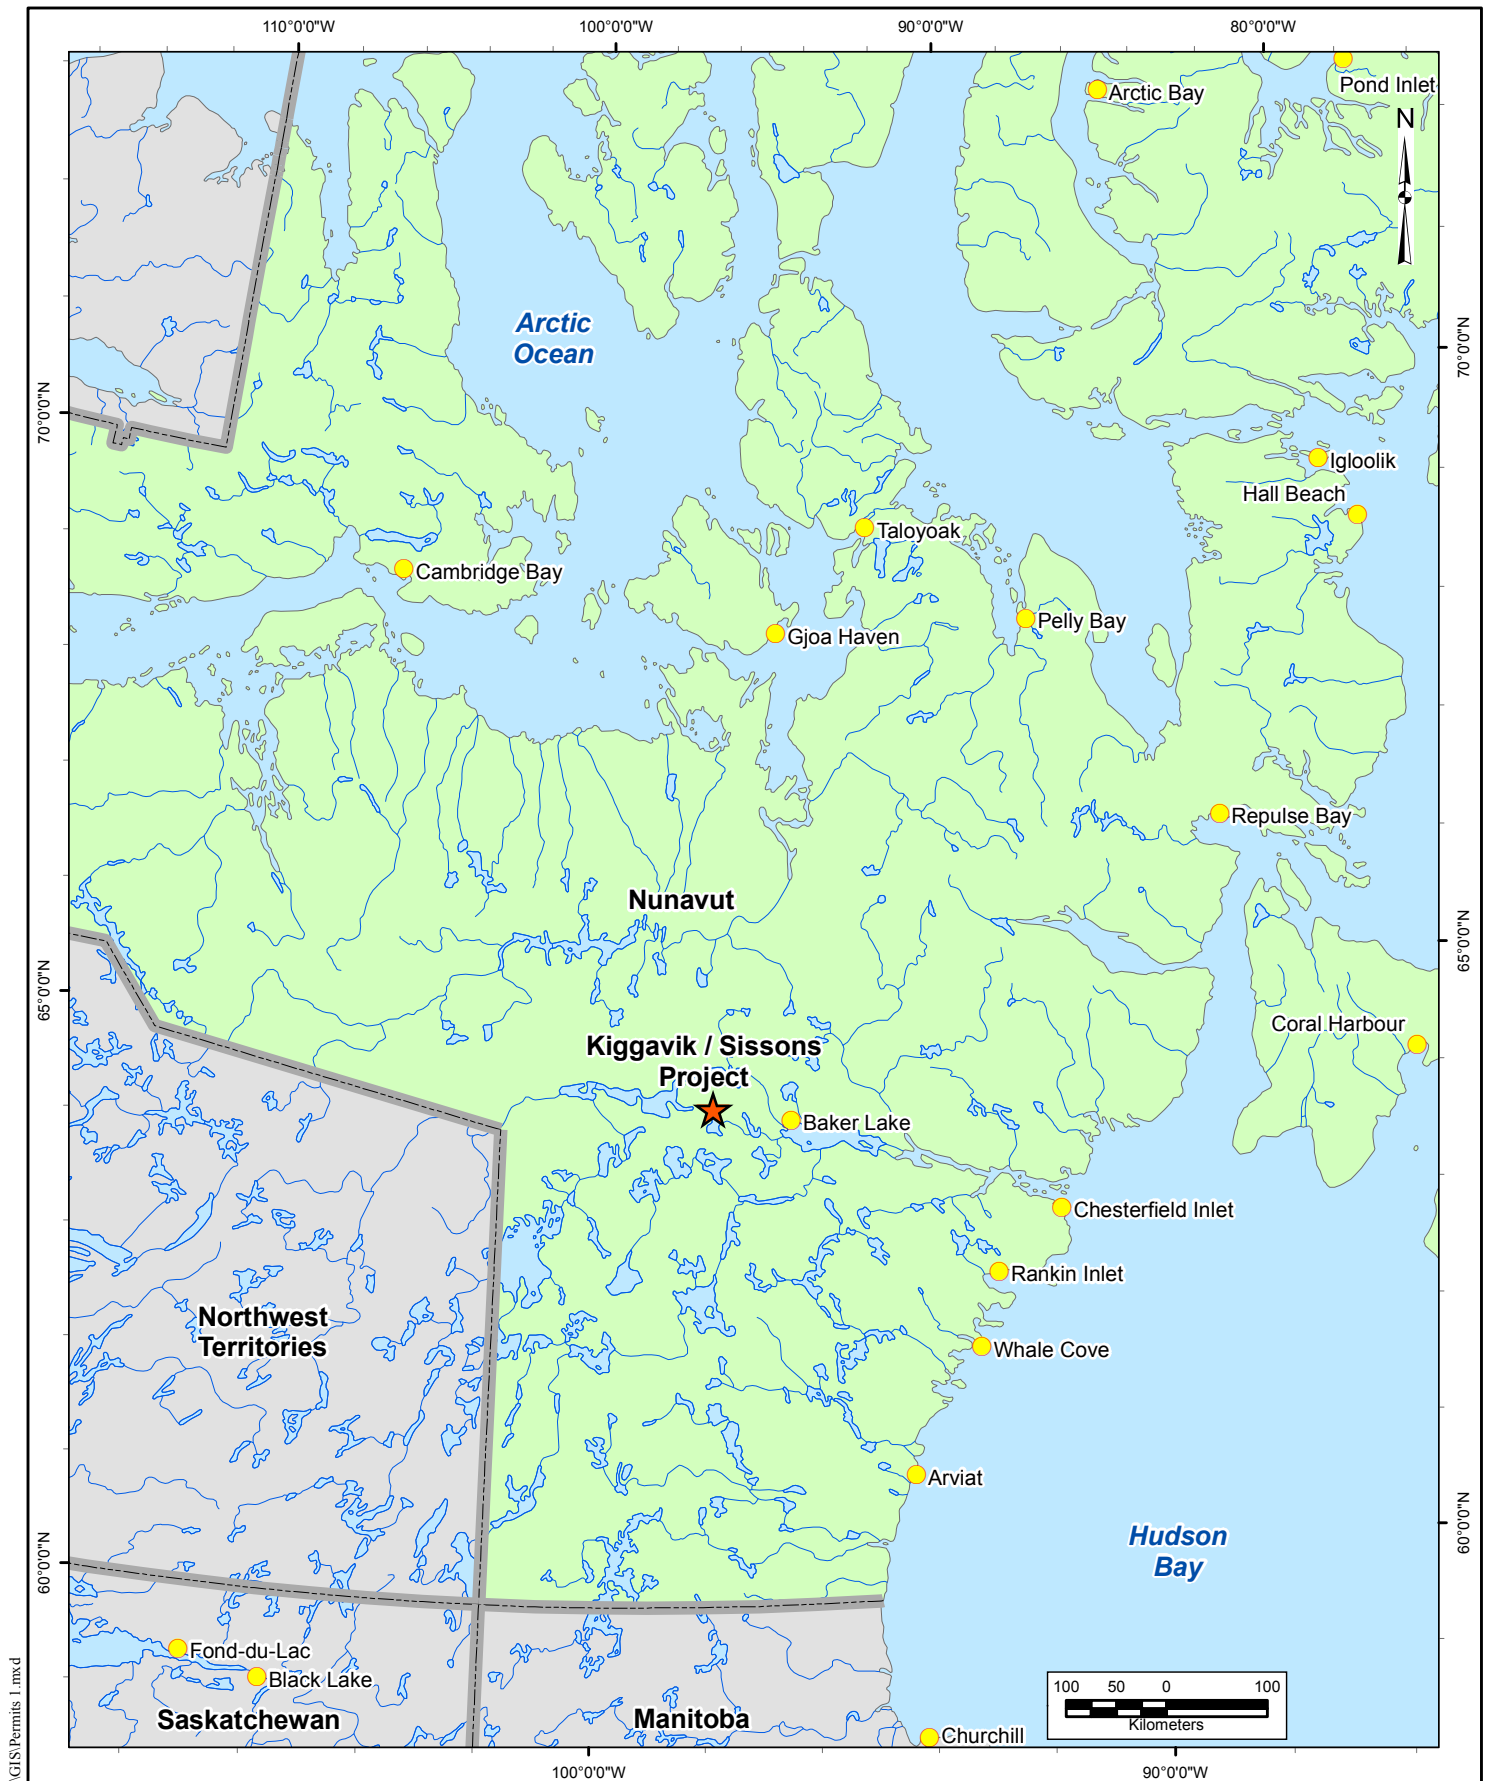 110°0'0"W
100°0'0"W
90°0'0"W
80°0'0"W
Pond Inlet
Arctic Bay
N
Arctic
Ocean
70°0'0"N
70°0'0"N
Igloolik
Hall Beach
Taloyoak
Cambridge Bay
Pelly Bay
Gjoa Haven
Repulse Bay
Nunavut
65°0'0"N
65°0'0"N
Coral Harbour
Kiggavik / Sissons
Project
Baker Lake
Chesterfield Inlet
Rankin Inlet
Northwest
Territories
Whale Cove
Arviat
Hudson
Bay
60°0'0"N
60°0'0"N
Fond-du-Lac
Black Lake
Saskatchewan
Manitoba
Churchill
100 50 0 100
Kilometers
100°0'0"W
90°0'0"W
\GIS\Permits 1.mxd